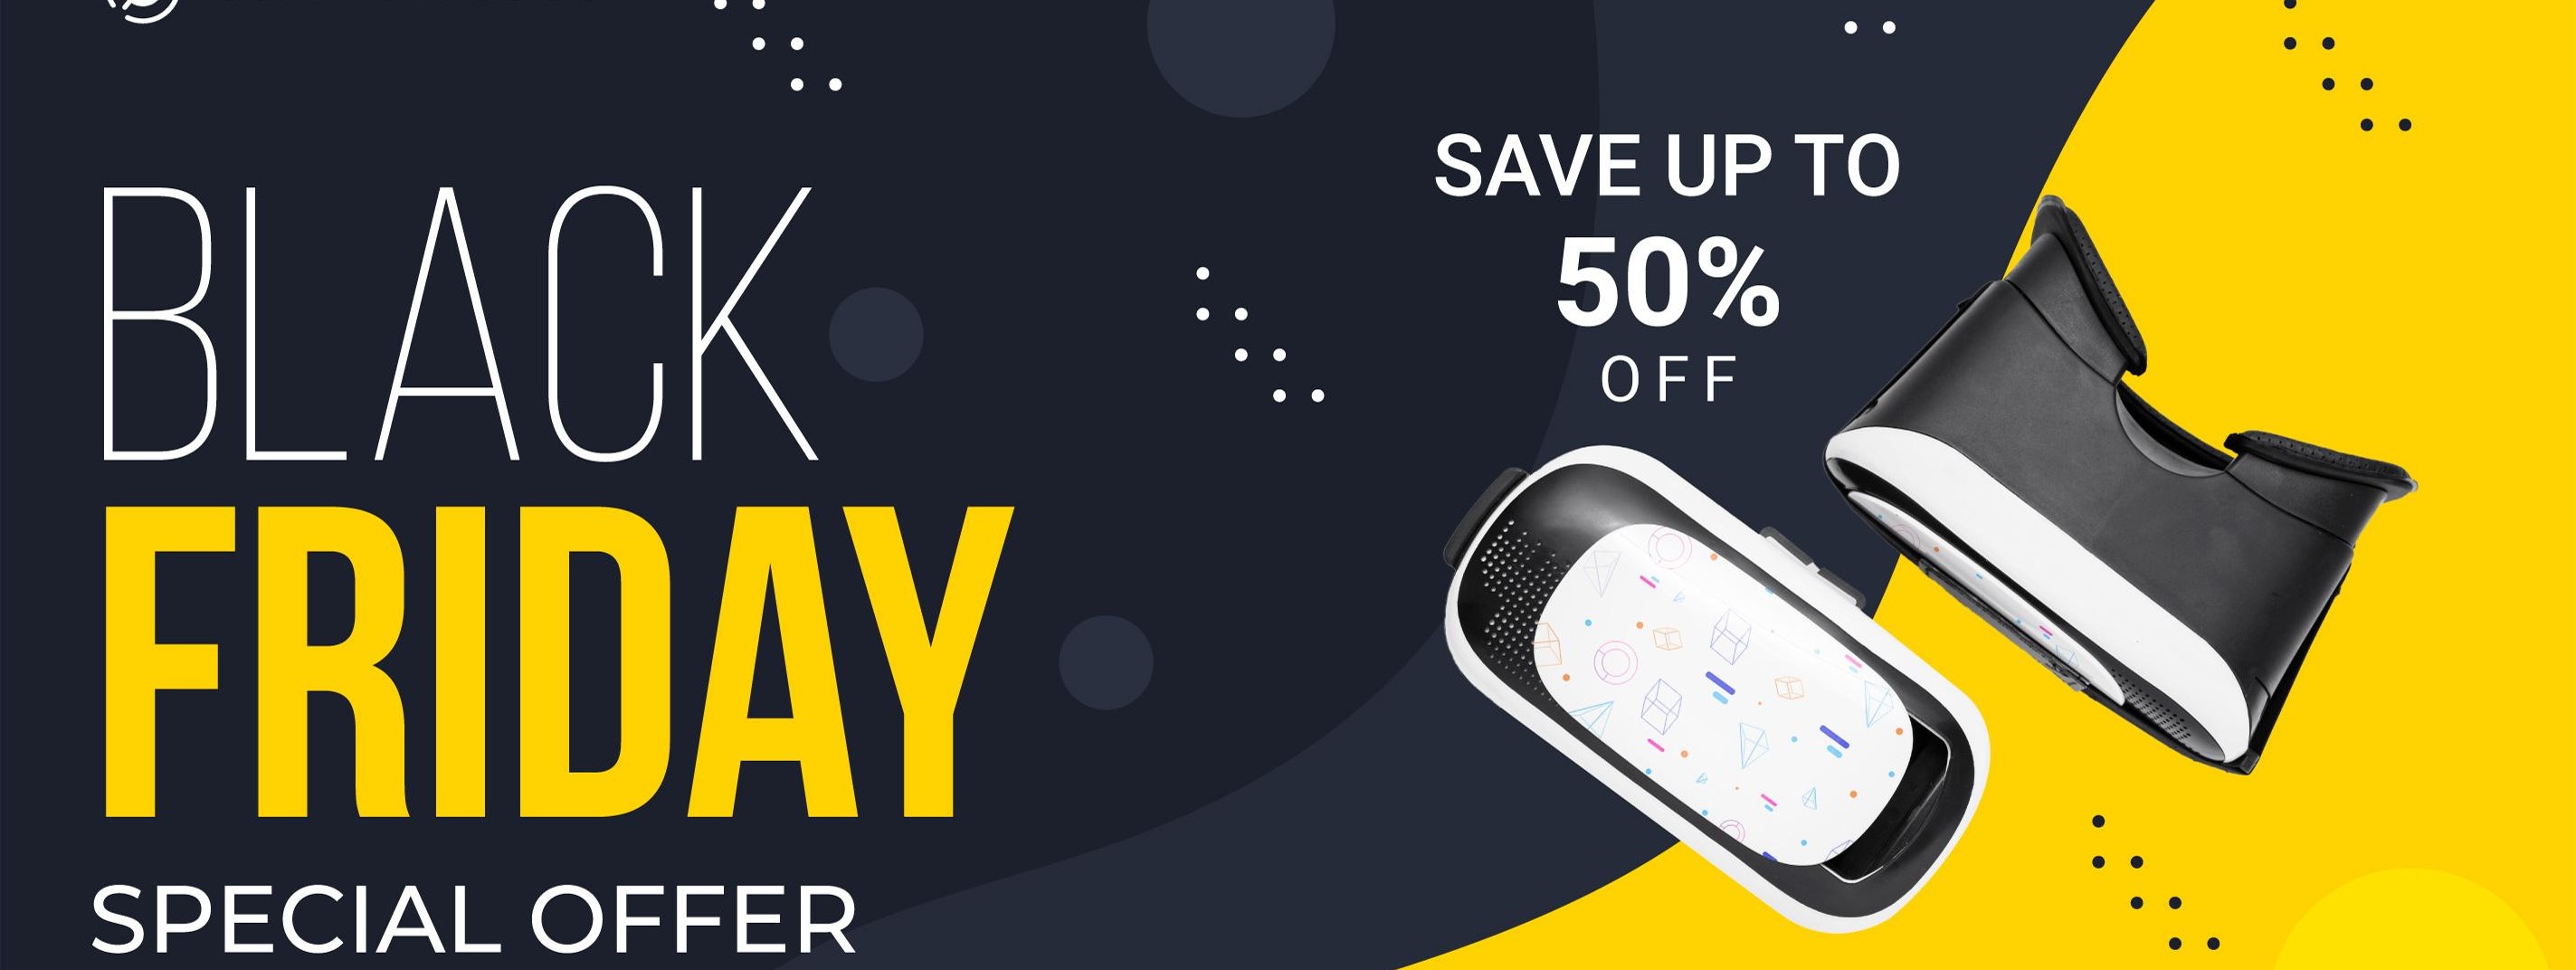 BLACK
FRIDAY
SPECIAL OFFER
SAVE UP TO
50%
OFF